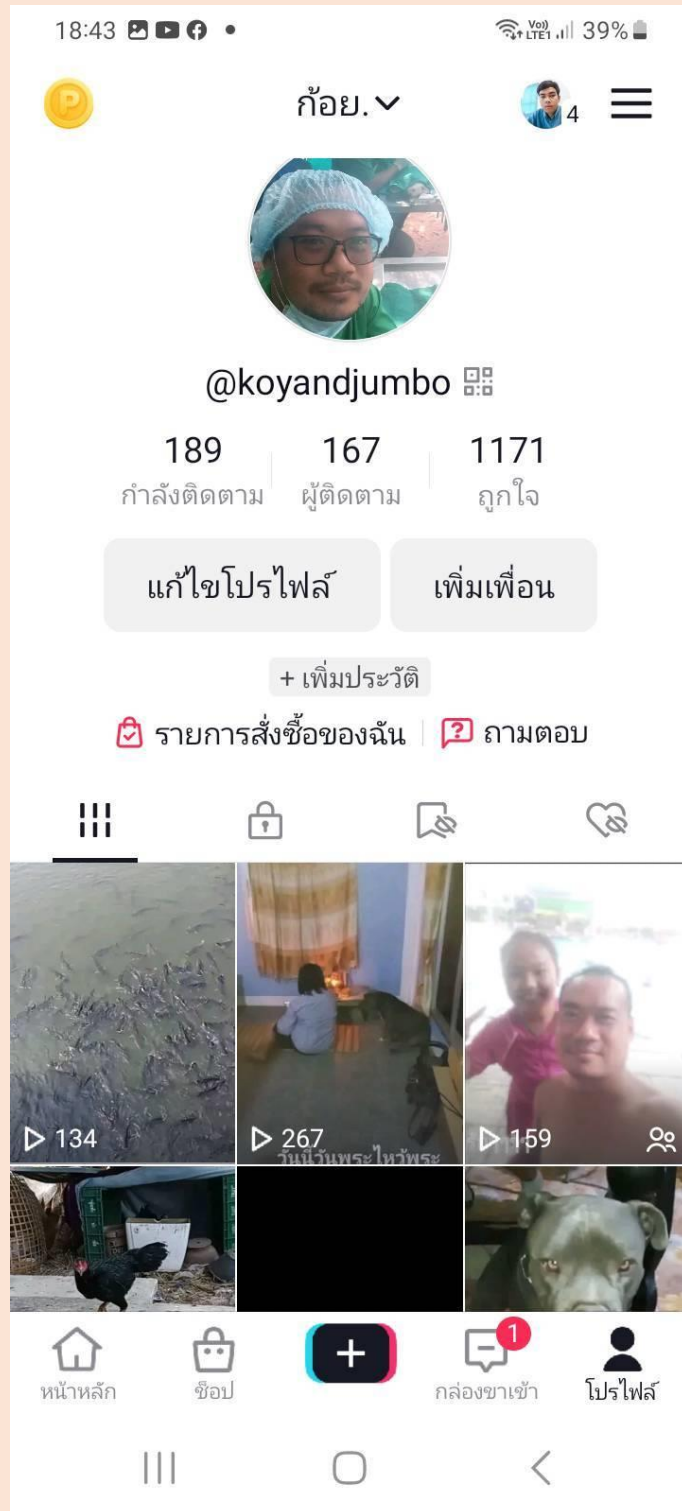 18:43 39%
Vo))
LTE1
P
ก้อย.
4
@koyandjumbo
189 167 1171
กำลังติดตาม ผู้ติดตาม ถูกใจ
แก้ไขโปรไฟล์ เพิ่มเพื่อน
+ เพิ่มประวัติ
รายการสั่งซื้อของฉัน ? ถามตอบ
134 267 159
วันนี้วันพระไหว้พระ
1
หน้าหลัก ช็อป กล่องขาเข้า โปรไฟล์